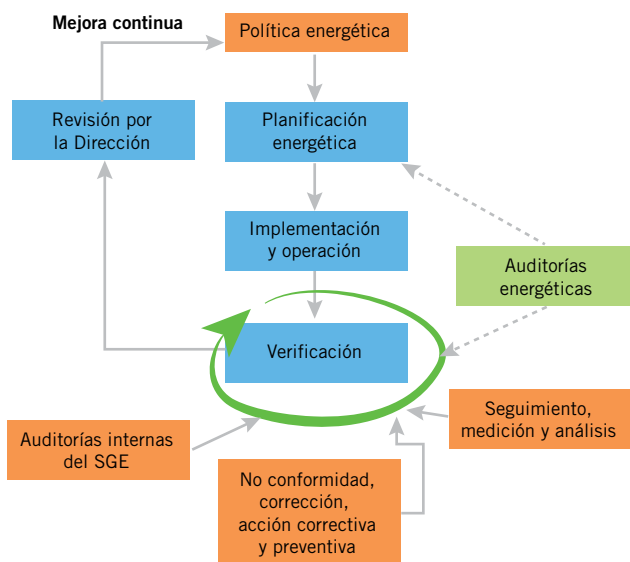 Mejora continua
Política energética
Revisión por
la Dirección
Planificación
energética
Implementación
y operación
Auditorías
energéticas
Verificación
Auditorías internas
del SGE
Seguimiento,
medición y análisis
No conformidad,
corrección,
acción correctiva
y preventiva